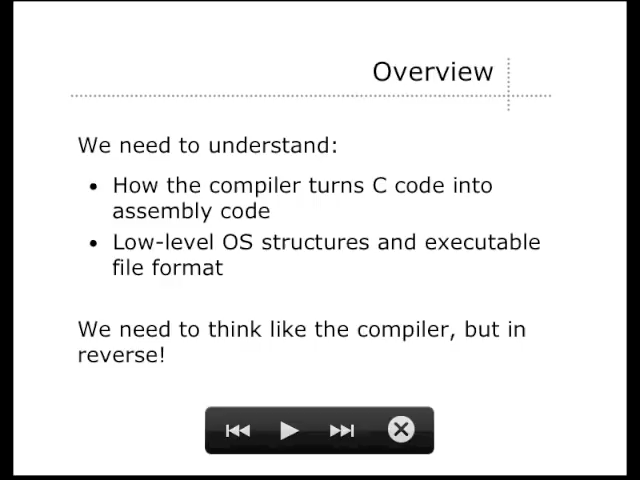 Overview
We need to understand:
• How the compiler turns C code into
assembly code
• Low-level OS structures and executable
file format
We need to think like the compiler, but in
reverse!